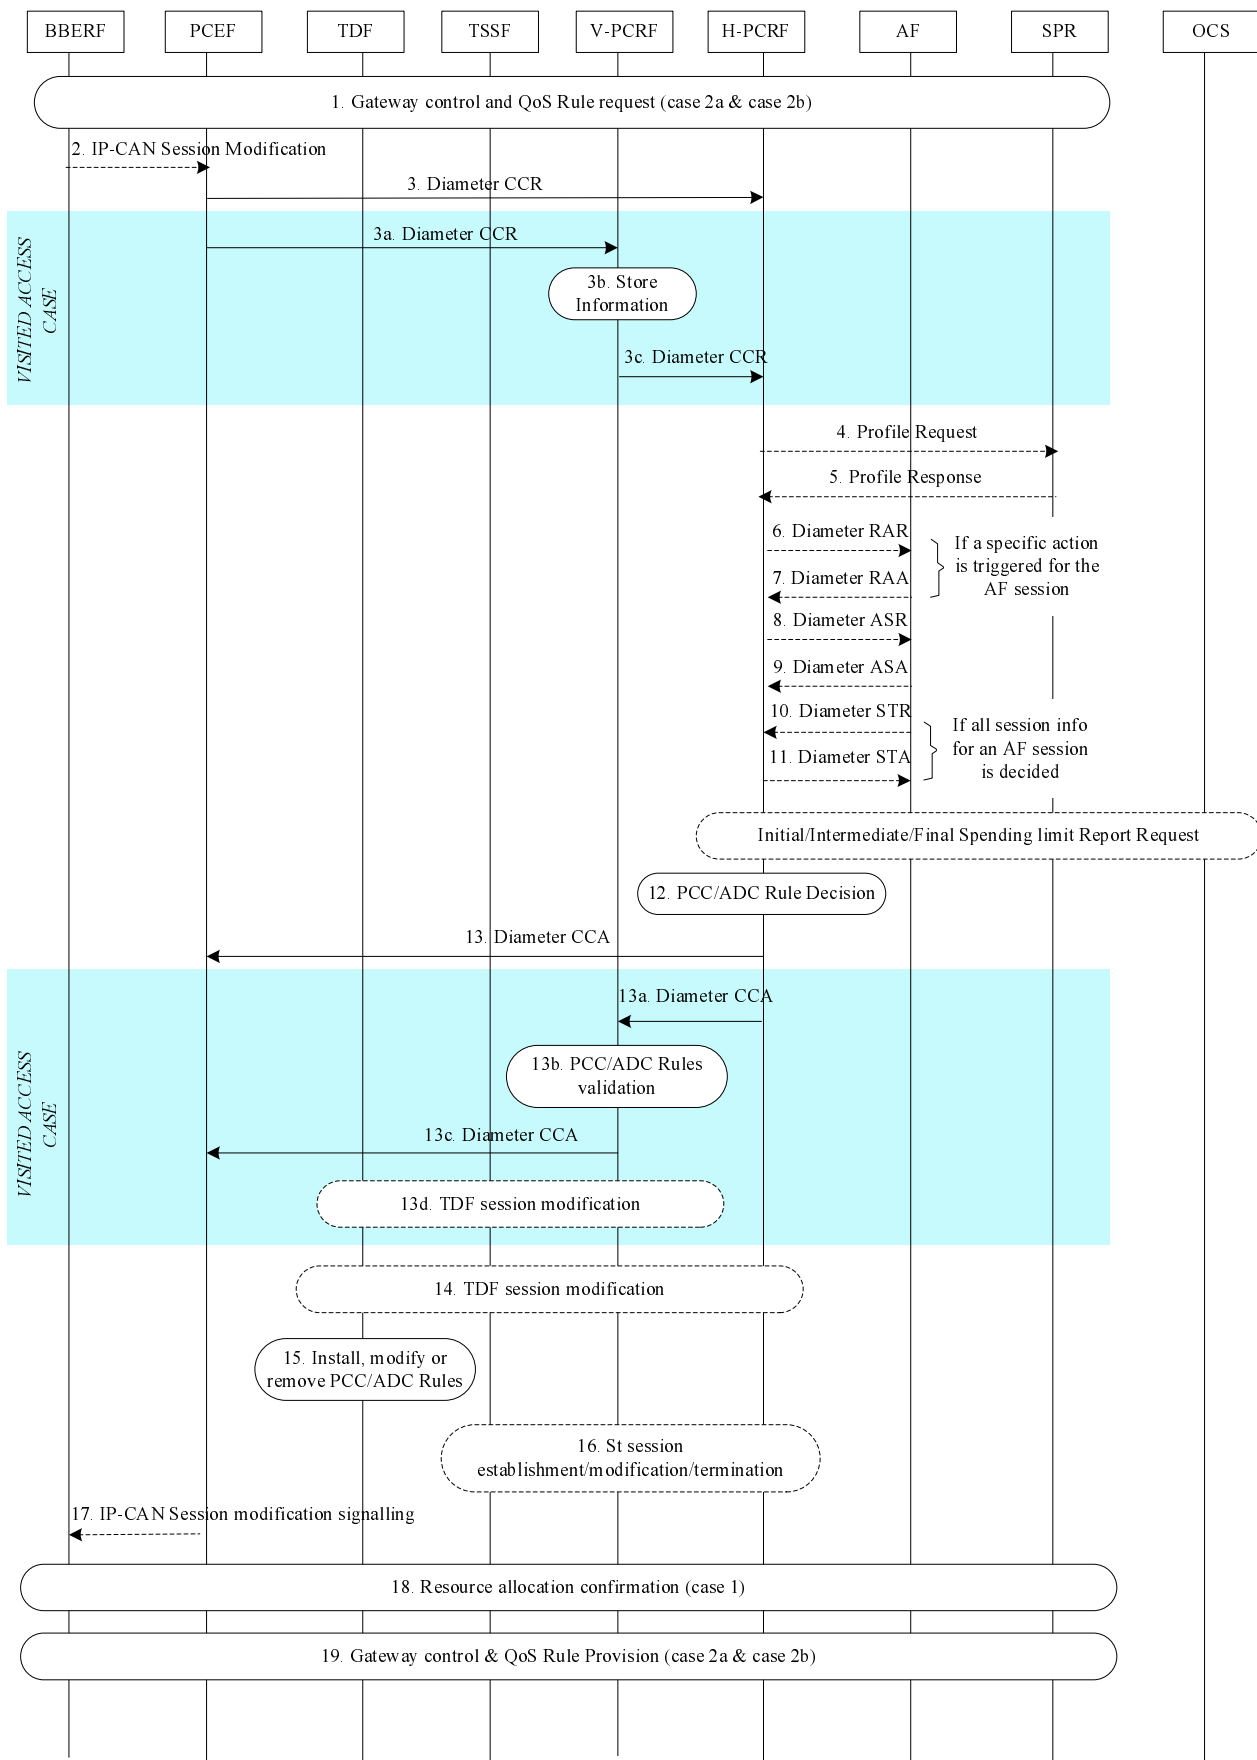 BBERF
PCEF
TDF
TSSF
V-PCRF
H-PCRF
AF
SPR
OCS
1. Gateway control and QoS Rule request (case 2a & case 2b)
2. IP-CAN Session Modification
3. Diameter CCR
VISITED ACCESS
CASE
3a. Diameter CCR
3b. Store
Information
3c. Diameter CCR
4. Profile Request
5. Profile Response
6. Diameter RAR
7. Diameter RAA
If a specific action
is triggered for the
AF session
8. Diameter ASR
9. Diameter ASA
10. Diameter STR
11. Diameter STA
If all session info
for an AF session
is decided
Initial/Intermediate/Final Spending limit Report Request
12. PCC/ADC Rule Decision
13. Diameter CCA
VISITED ACCESS
CASE
13a. Diameter CCA
13b. PCC/ADC Rules
validation
13c. Diameter CCA
13d. TDF session modification
14. TDF session modification
15. Install, modify or
remove PCC/ADC Rules
16. St session
establishment/modification/termination
17. IP-CAN Session modification signalling
18. Resource allocation confirmation (case 1)
19. Gateway control & QoS Rule Provision (case 2a & case 2b)